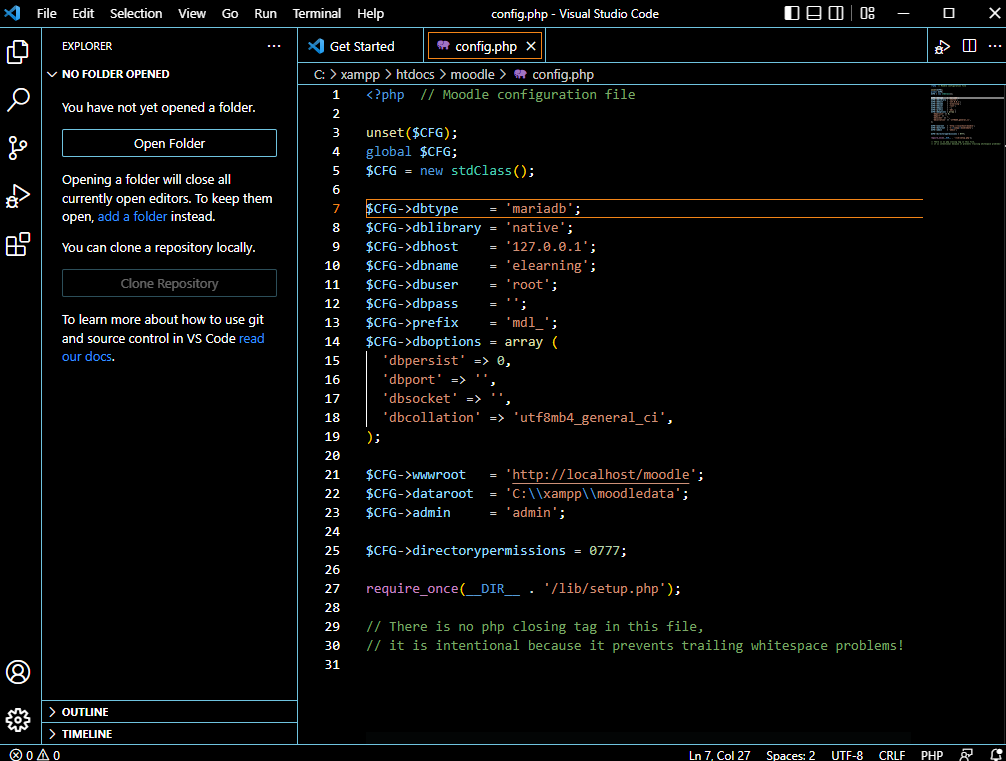 File Edit Selection View Go Run Terminal Help config.php - Visual Studio Code
EXPLORER
NO FOLDER OPENED
You have not yet opened a folder.
Open Folder
Opening a folder will close all
currently open editors. To keep them
open, add a folder instead.
You can clone a repository locally.
Clone Repository
To learn more about how to use git
and source control in VS Code read
our docs.
OUTLINE
TIMELINE
Get Started config.php
C: > xampp > htdocs > moodle > config.php
1 <?php  // Moodle configuration file
2
3 unset($CFG);
4 global $CFG;
5 $CFG = new stdClass();
6
7 $CFG->dbtype    = 'mariadb';
8 $CFG->dblibrary = 'native';
9 $CFG->dbhost    = '127.0.0.1';
10 $CFG->dbname    = 'elearning';
11 $CFG->dbuser    = 'root';
12 $CFG->dbpass    = '';
13 $CFG->prefix    = 'mdl_';
14 $CFG->dboptions = array (
15   'dbpersist' => 0,
16   'dbport' => '',
17   'dbsocket' => '',
18   'dbcollation' => 'utf8mb4_general_ci',
19 );
20
21 $CFG->wwwroot   = 'http://localhost/moodle';
22 $CFG->dataroot  = 'C:\\xampp\\moodledata';
23 $CFG->admin     = 'admin';
24
25 $CFG->directorypermissions = 0777;
26
27 require_once(__DIR__ . '/lib/setup.php');
28
29 // There is no php closing tag in this file,
30 // it is intentional because it prevents trailing whitespace problems!
31
0 0 Ln 7, Col 27 Spaces: 2 UTF-8 CRLF PHP